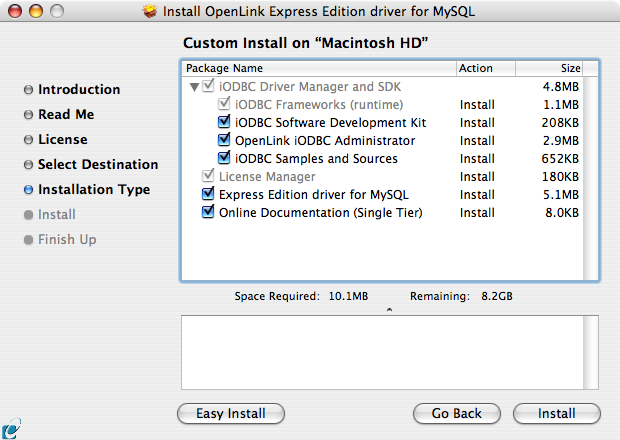 Install OpenLink Express Edition driver for MySQL
Custom Install on “Macintosh HD”
Introduction
Read Me
License
Select Destination
Installation Type
Install
Finish Up
Package Name Action Size
iODBC Driver Manager and SDK 4.8MB
iODBC Frameworks (runtime) Install 1.1MB
iODBC Software Development Kit Install 208KB
OpenLink iODBC Administrator Install 2.9MB
iODBC Samples and Sources Install 652KB
License Manager Install 180KB
Express Edition driver for MySQL Install 5.1MB
Online Documentation (Single Tier) Install 8.0KB
Space Required: 10.1MB Remaining: 8.2GB
Easy Install Go Back Install